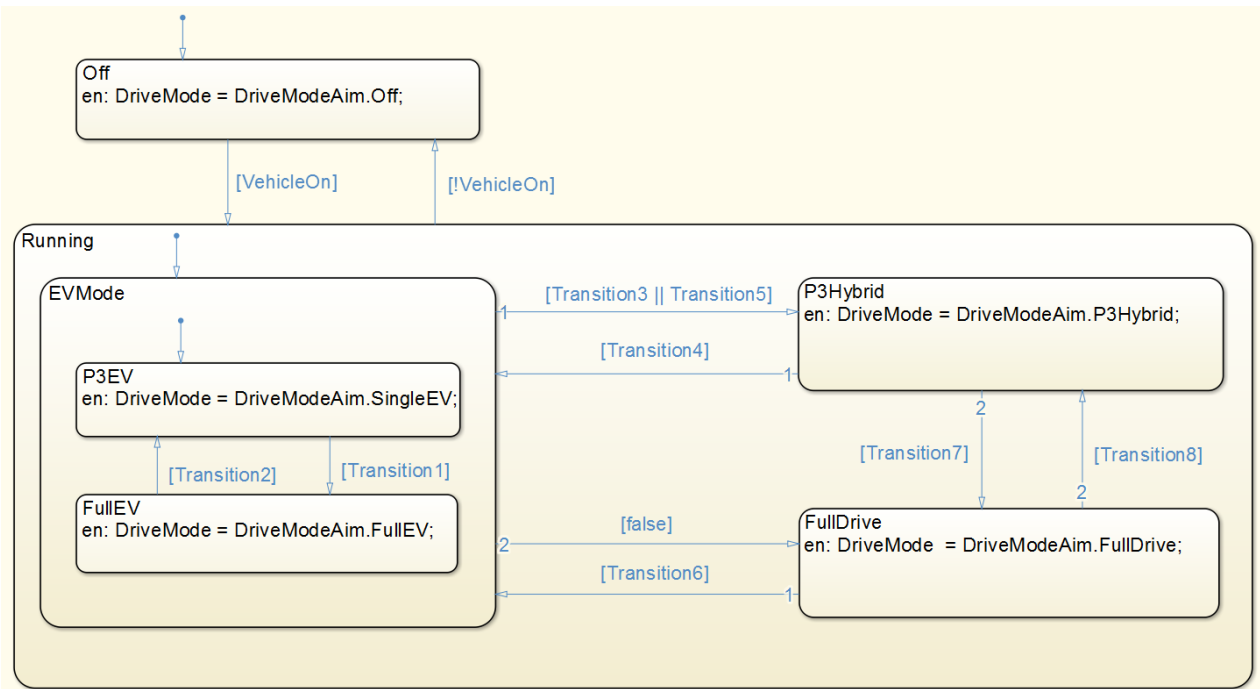 Off
en: DriveMode = DriveModeAim.Off;
[VehicleOn]
[!VehicleOn]
Running
EVMode
[Transition3 || Transition5]
1
P3Hybrid
en: DriveMode = DriveModeAim.P3Hybrid;
[Transition4]
1
P3EV
en: DriveMode = DriveModeAim.SingleEV;
[Transition2]
[Transition1]
2
[Transition7]
[Transition8]
2
FullEV
en: DriveMode = DriveModeAim.FullEV;
[false]
2
FullDrive
en: DriveMode  = DriveModeAim.FullDrive;
[Transition6]
1